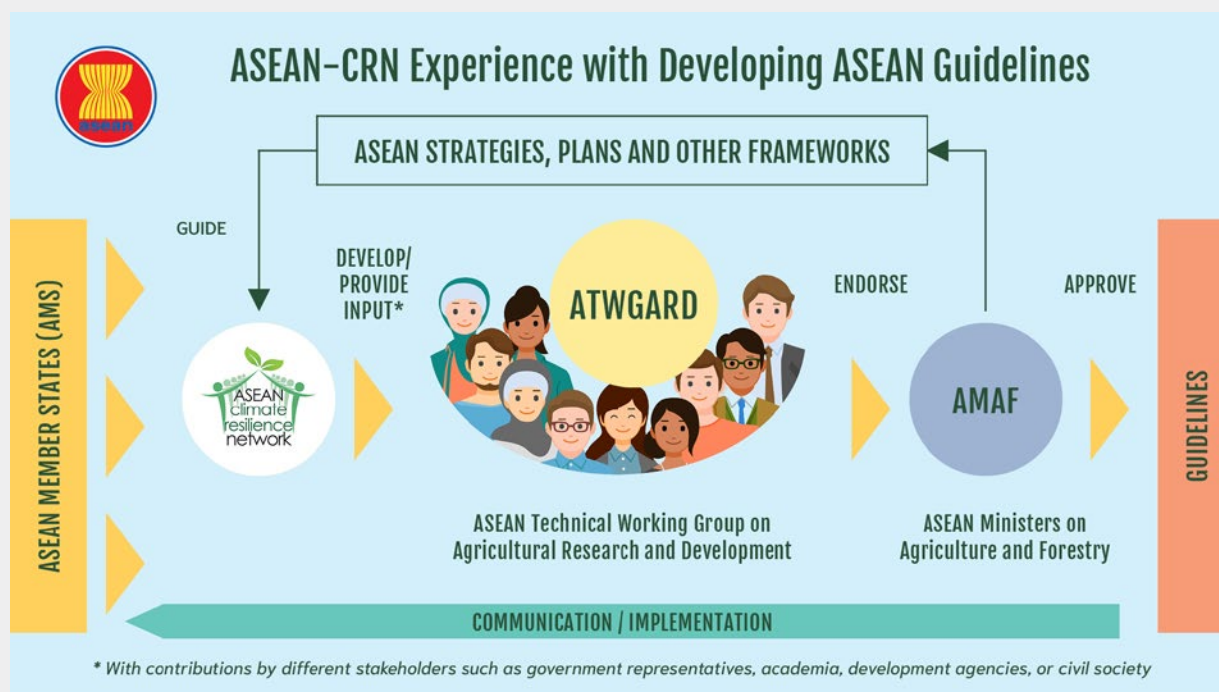 asean
ASEAN-CRN Experience with Developing ASEAN Guidelines
ASEAN STRATEGIES, PLANS AND OTHER FRAMEWORKS
ASEAN MEMBER STATES (AMS)
GUIDE
ASEAN
climate
resilience
network
DEVELOP/
PROVIDE
INPUT*
ATWGARD
ASEAN Technical Working Group on
Agricultural Research and Development
ENDORSE
AMAF
ASEAN Ministers on
Agriculture and Forestry
APPROVE
GUIDELINES
COMMUNICATION / IMPLEMENTATION
* With contributions by different stakeholders such as government representatives, academia, development agencies, or civil society